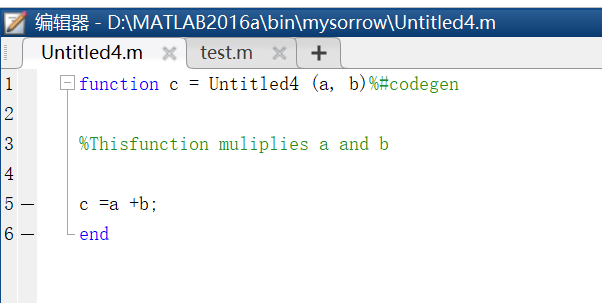 编辑器 - D:\MATLAB2016a\bin\mysorrow\Untitled4.m
Untitled4.m × test.m × +
1 function c = Untitled4 (a, b)%#codegen
2
3 %Thisfunction muliplies a and b
4
5 — c =a +b;
6 — end